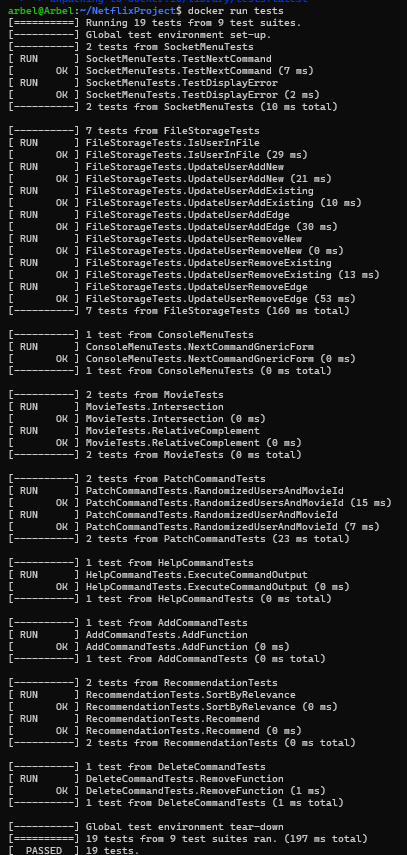 arbel@Arbel:~/NetflixProject$ docker run tests
[==========] Running 19 tests from 9 test suites.
[----------] Global test environment set-up.
[----------] 2 tests from SocketMenuTests
[ RUN      ] SocketMenuTests.TestNextCommand
[       OK ] SocketMenuTests.TestNextCommand (7 ms)
[ RUN      ] SocketMenuTests.TestDisplayError
[       OK ] SocketMenuTests.TestDisplayError (2 ms)
[----------] 2 tests from SocketMenuTests (10 ms total)
[----------] 7 tests from FileStorageTests
[ RUN      ] FileStorageTests.IsUserInFile
[       OK ] FileStorageTests.IsUserInFile (29 ms)
[ RUN      ] FileStorageTests.UpdateUserAddNew
[       OK ] FileStorageTests.UpdateUserAddNew (21 ms)
[ RUN      ] FileStorageTests.UpdateUserAddExisting
[       OK ] FileStorageTests.UpdateUserAddExisting (10 ms)
[ RUN      ] FileStorageTests.UpdateUserAddEdge
[       OK ] FileStorageTests.UpdateUserAddEdge (30 ms)
[ RUN      ] FileStorageTests.UpdateUserRemoveNew
[       OK ] FileStorageTests.UpdateUserRemoveNew (0 ms)
[ RUN      ] FileStorageTests.UpdateUserRemoveExisting
[       OK ] FileStorageTests.UpdateUserRemoveExisting (13 ms)
[ RUN      ] FileStorageTests.UpdateUserRemoveEdge
[       OK ] FileStorageTests.UpdateUserRemoveEdge (53 ms)
[----------] 7 tests from FileStorageTests (160 ms total)
[----------] 1 test from ConsoleMenuTests
[ RUN      ] ConsoleMenuTests.NextCommandGnericForm
[       OK ] ConsoleMenuTests.NextCommandGnericForm (0 ms)
[----------] 1 test from ConsoleMenuTests (0 ms total)
[----------] 2 tests from MovieTests
[ RUN      ] MovieTests.Intersection
[       OK ] MovieTests.Intersection (0 ms)
[ RUN      ] MovieTests.RelativeComplement
[       OK ] MovieTests.RelativeComplement (0 ms)
[----------] 2 tests from MovieTests (0 ms total)
[----------] 2 tests from PatchCommandTests
[ RUN      ] PatchCommandTests.RandomizedUsersAndMovieId
[       OK ] PatchCommandTests.RandomizedUsersAndMovieId (15 ms)
[ RUN      ] PatchCommandTests.RandomizedUserAndMovieId
[       OK ] PatchCommandTests.RandomizedUserAndMovieId (7 ms)
[----------] 2 tests from PatchCommandTests (23 ms total)
[----------] 1 test from HelpCommandTests
[ RUN      ] HelpCommandTests.ExecuteCommandOutput
[       OK ] HelpCommandTests.ExecuteCommandOutput (0 ms)
[----------] 1 test from HelpCommandTests (0 ms total)
[----------] 1 test from AddCommandTests
[ RUN      ] AddCommandTests.AddFunction
[       OK ] AddCommandTests.AddFunction (0 ms)
[----------] 1 test from AddCommandTests (0 ms total)
[----------] 2 tests from RecommendationTests
[ RUN      ] RecommendationTests.SortByRelevance
[       OK ] RecommendationTests.SortByRelevance (0 ms)
[ RUN      ] RecommendationTests.Recommend
[       OK ] RecommendationTests.Recommend (0 ms)
[----------] 2 tests from RecommendationTests (0 ms total)
[----------] 1 test from DeleteCommandTests
[ RUN      ] DeleteCommandTests.RemoveFunction
[       OK ] DeleteCommandTests.RemoveFunction (1 ms)
[----------] 1 test from DeleteCommandTests (1 ms total)
[----------] Global test environment tear-down
[==========] 19 tests from 9 test suites ran. (197 ms total)
[  PASSED  ] 19 tests.